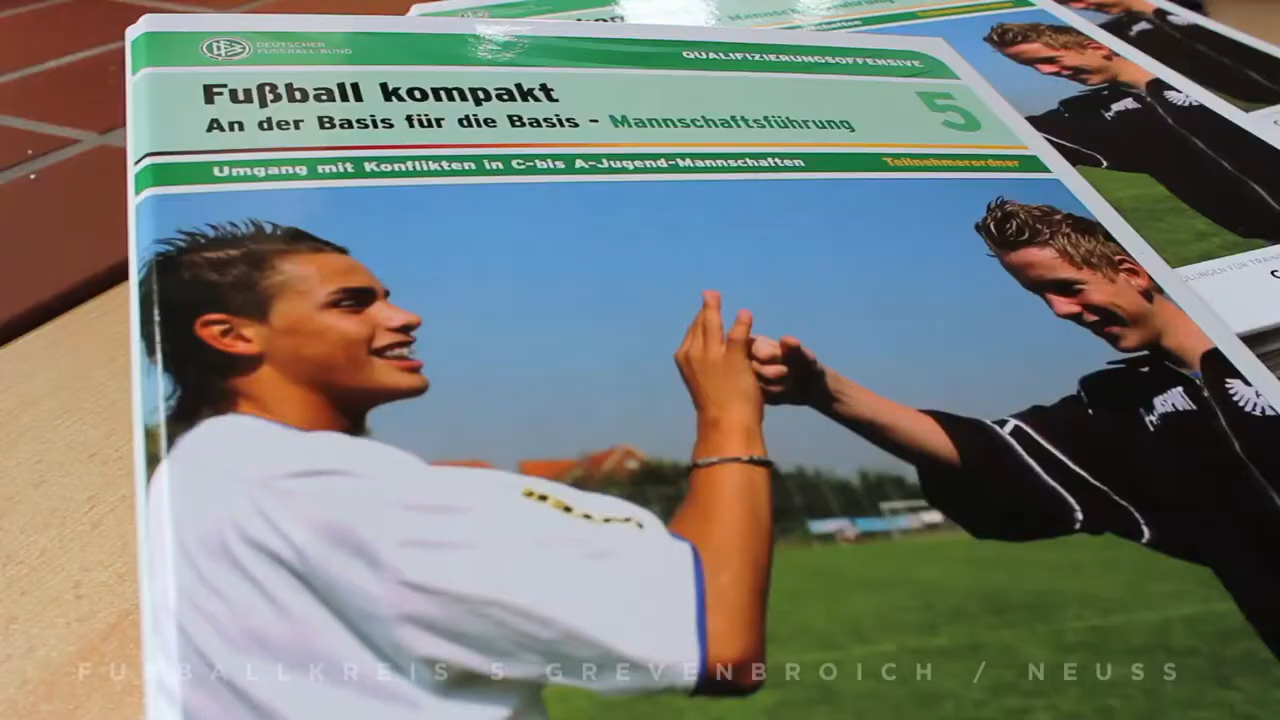 DEUTSCHER
FUSSBALL-BUND
QUALIFIZIERUNGSOFFENSIVE
Fußball kompakt
An der Basis für die Basis - Mannschaftsführung
5
Umgang mit Konflikten in C-bis A-Jugend-Mannschaften
Teilnehmerordner
FUSSBALLKREIS 5 GREVENBROICH / NEUSS